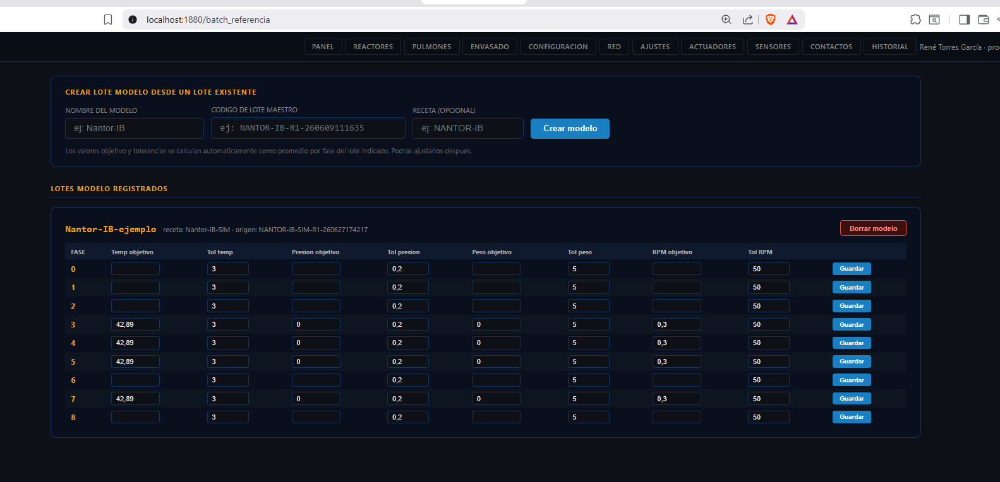 localhost:1880/batch_referencia
PANEL REACTORES PULMONES ENVASADO CONFIGURACION RED AJUSTES ACTUADORES SENSORES CONTACTOS HISTORIAL René Torres García · pro
CREAR LOTE MODELO DESDE UN LOTE EXISTENTE
NOMBRE DEL MODELO CODIGO DE LOTE MAESTRO RECETA (OPCIONAL)
ej: Nantor-IB ej: NANTOR-IB-R1-260609111635 ej: NANTOR-IB Crear modelo
Los valores objetivo y tolerancias se calculan automaticamente como promedio por fase del lote indicado. Podras ajustarlos despues.
LOTES MODELO REGISTRADOS
Nantor-IB-ejemplo receta: Nantor-IB-SIM · origen: NANTOR-IB-SIM-R1-260627174217 Borrar modelo
FASE Temp objetivo Tol temp Presion objetivo Tol presion Peso objetivo Tol peso RPM objetivo Tol RPM
0 3 0,2 5 50 Guardar
1 3 0,2 5 50 Guardar
2 3 0,2 5 50 Guardar
3 42,89 3 0 0,2 0 5 0,3 50 Guardar
4 42,89 3 0 0,2 0 5 0,3 50 Guardar
5 42,89 3 0 0,2 0 5 0,3 50 Guardar
6 3 0,2 5 50 Guardar
7 42,89 3 0 0,2 0 5 0,3 50 Guardar
8 3 0,2 5 50 Guardar